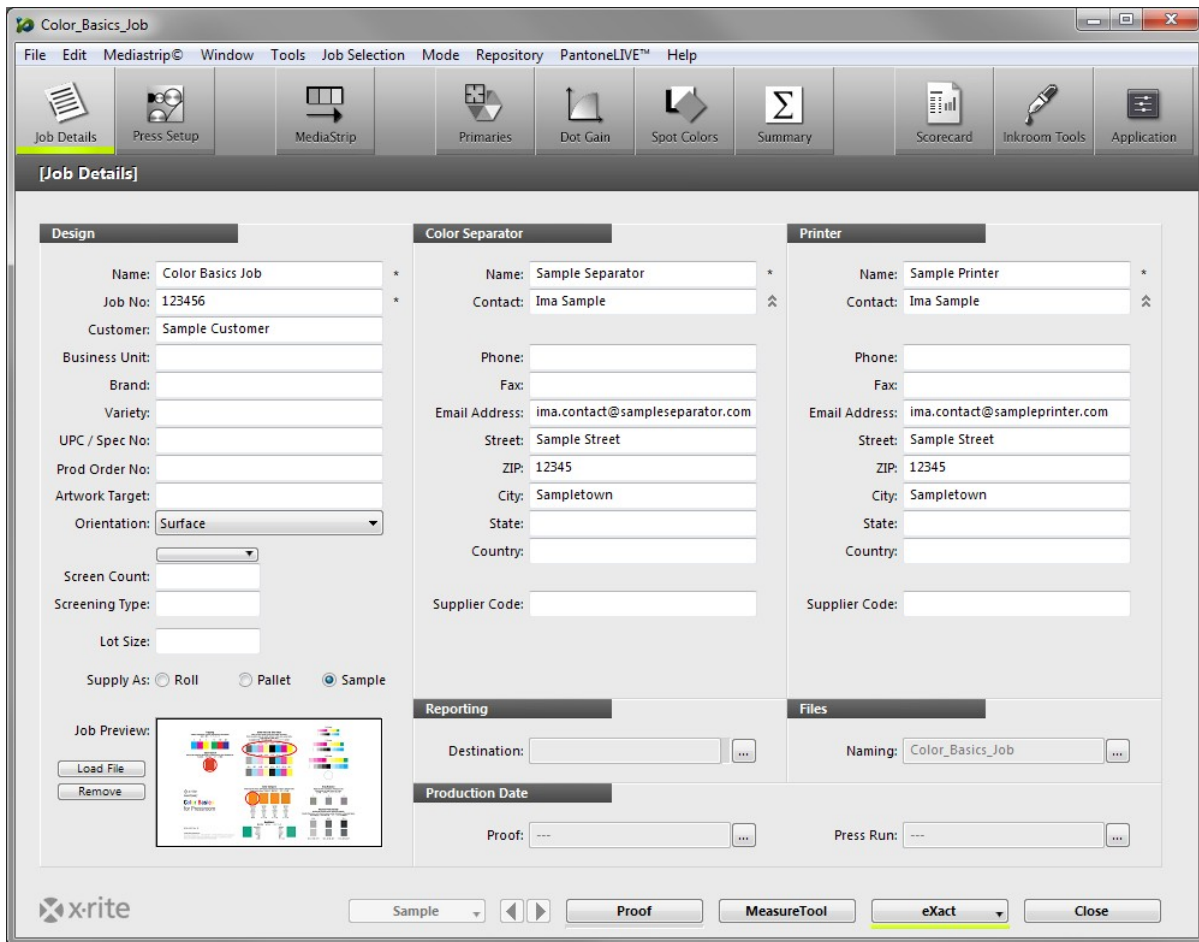 Color_Basics_Job
File Edit Mediastrip© Window Tools Job Selection Mode Repository PantoneLIVE™ Help
Job Details Press Setup MediaStrip Primaries Dot Gain Spot Colors Summary Scorecard Inkroom Tools Application
[Job Details]
Design
Name: Color Basics Job *
Job No: 123456 *
Customer: Sample Customer
Business Unit:
Brand:
Variety:
UPC / Spec No:
Prod Order No:
Artwork Target:
Orientation: Surface
Screen Count:
Screening Type:
Lot Size:
Supply As: Roll Pallet Sample
Job Preview:
Load File
Remove
Color Basics
for Pressroom
Color Separator
Name: Sample Separator *
Contact: Ima Sample
Phone:
Fax:
Email Address: ima.contact@sampleseparator.com
Street: Sample Street
ZIP: 12345
City: Sampletown
State:
Country:
Supplier Code:
Printer
Name: Sample Printer *
Contact: Ima Sample
Phone:
Fax:
Email Address: ima.contact@sampleprinter.com
Street: Sample Street
ZIP: 12345
City: Sampletown
State:
Country:
Supplier Code:
Reporting
Destination: ...
Files
Naming: Color_Basics_Job ...
Production Date
Proof: --- ...
Press Run: --- ...
x·rite
Sample Proof MeasureTool eXact Close